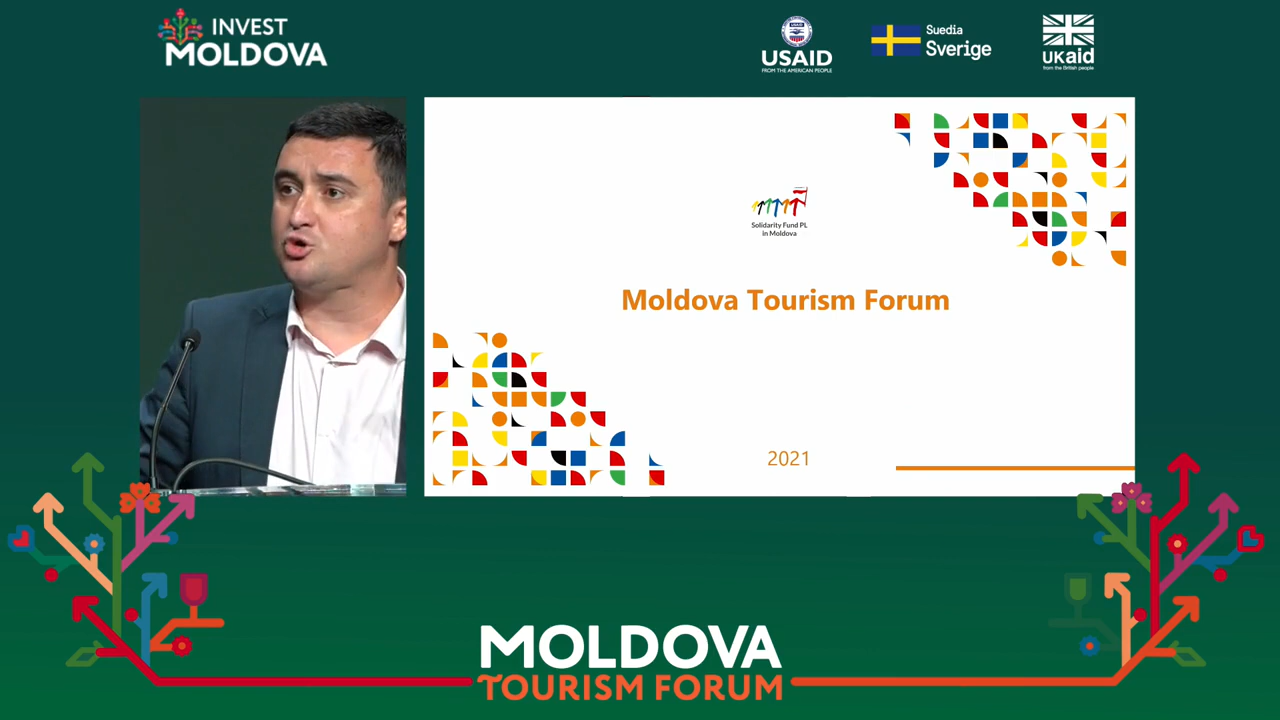 INVEST
MOLDOVA
USAID
FROM THE AMERICAN PEOPLE
Suedia
Sverige
UKaid
from the British people
Solidarity Fund PL
in Moldova
Moldova Tourism Forum
2021
MOLDOVA
TOURISM FORUM